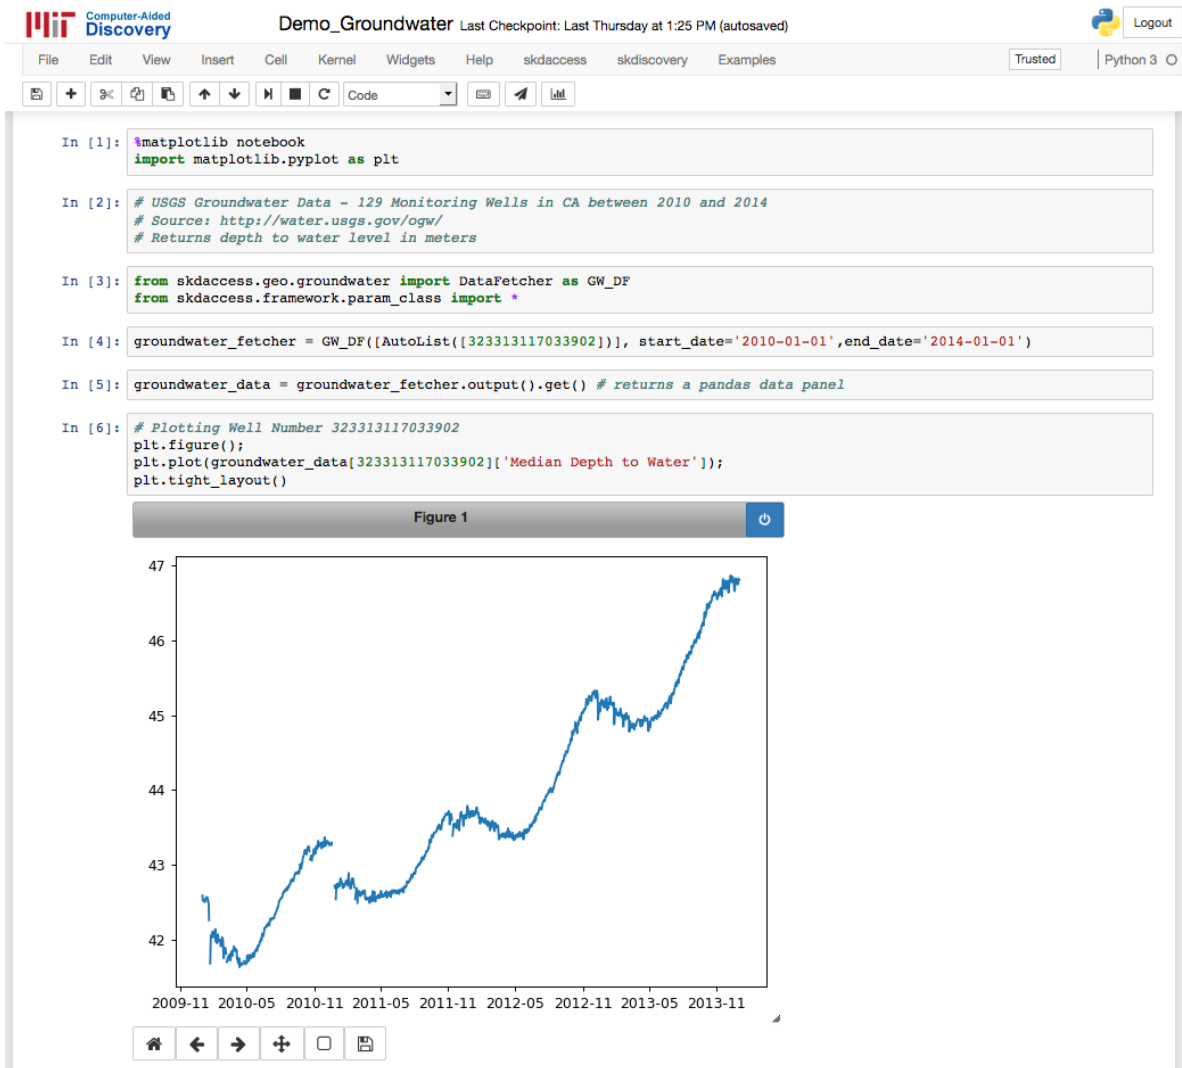 MIT Computer-Aided Discovery
Demo_Groundwater Last Checkpoint: Last Thursday at 1:25 PM (autosaved)
Logout
File Edit View Insert Cell Kernel Widgets Help skdaccess skdiscovery Examples Trusted Python 3
Code
In [1]: %matplotlib notebook
import matplotlib.pyplot as plt
In [2]: # USGS Groundwater Data - 129 Monitoring Wells in CA between 2010 and 2014
# Source: http://water.usgs.gov/ogw/
# Returns depth to water level in meters
In [3]: from skdaccess.geo.groundwater import DataFetcher as GW_DF
from skdaccess.framework.param_class import *
In [4]: groundwater_fetcher = GW_DF([AutoList([323313117033902])], start_date='2010-01-01',end_date='2014-01-01')
In [5]: groundwater_data = groundwater_fetcher.output().get() # returns a pandas data panel
In [6]: # Plotting Well Number 323313117033902
plt.figure();
plt.plot(groundwater_data[323313117033902]['Median Depth to Water']);
plt.tight_layout()
Figure 1
47
46
45
44
43
42
2009-11 2010-05 2010-11 2011-05 2011-11 2012-05 2012-11 2013-05 2013-11